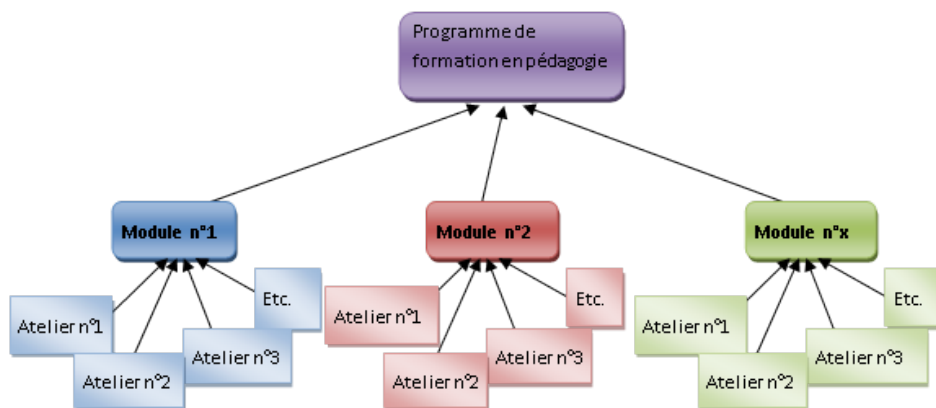 Programme de
formation en pédagogie
Module n°1
Module n°2
Module n°x
Atelier n°1
Atelier n°2
Atelier n°3
Etc.
Atelier n°1
Atelier n°2
Atelier n°3
Etc.
Atelier n°1
Atelier n°2
Atelier n°3
Etc.